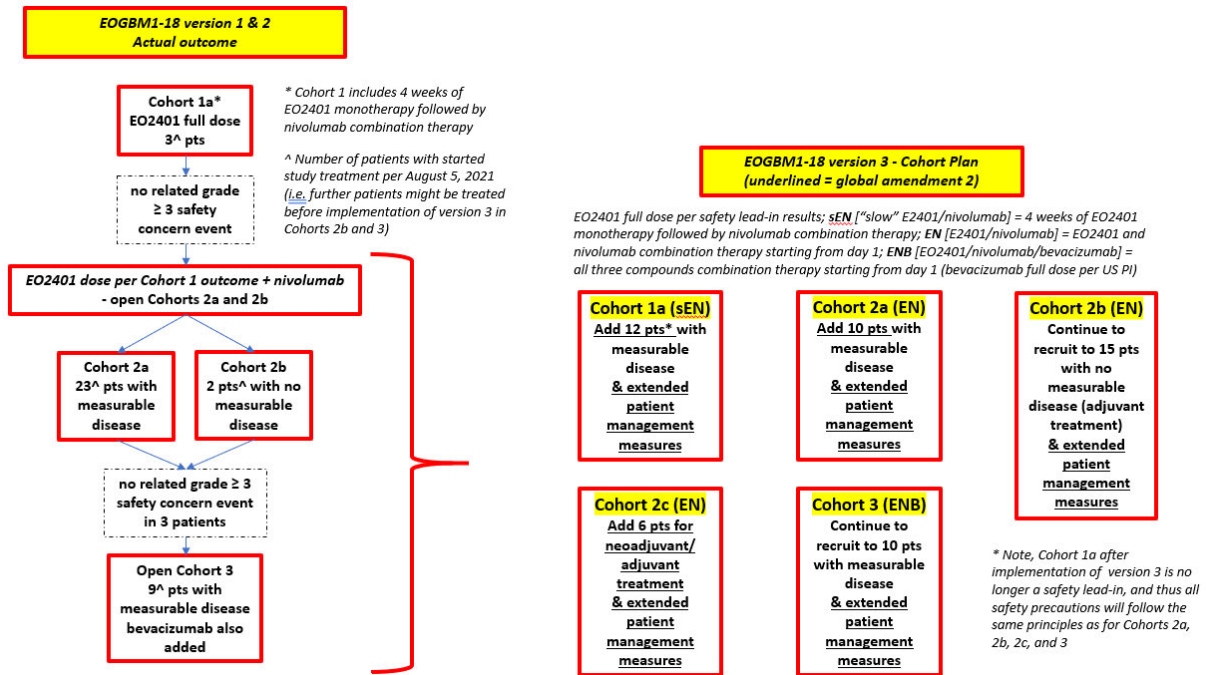 EOGBM1-18 version 1 & 2
Actual outcome
Cohort 1a*
EO2401 full dose
3^ pts
* Cohort 1 includes 4 weeks of
EO2401 monotherapy followed by
nivolumab combination therapy
^ Number of patients with started
study treatment per August 5, 2021
(i.e. further patients might be treated
before implementation of version 3 in
Cohorts 2b and 3)
no related grade
≥ 3 safety
concern event
EO2401 dose per Cohort 1 outcome + nivolumab
- open Cohorts 2a and 2b
Cohort 2a
23^ pts with
measurable
disease
Cohort 2b
2 pts^ with no
measurable
disease
no related grade ≥ 3
safety concern event
in 3 patients
Open Cohort 3
9^ pts with
measurable disease
bevacizumab also
added
EOGBM1-18 version 3 - Cohort Plan
(underlined = global amendment 2)
EO2401 full dose per safety lead-in results; sEN ["slow" E2401/nivolumab] = 4 weeks of EO2401
monotherapy followed by nivolumab combination therapy; EN [E2401/nivolumab] = EO2401 and
nivolumab combination therapy starting from day 1; ENB [EO2401/nivolumab/bevacizumab] =
all three compounds combination therapy starting from day 1 (bevacizumab full dose per US PI)
Cohort 1a (sEN)
Add 12 pts* with
measurable
disease
& extended
patient
management
measures
Cohort 2a (EN)
Add 10 pts with
measurable
disease
& extended
patient
management
measures
Cohort 2b (EN)
Continue to
recruit to 15 pts
with no
measurable
disease (adjuvant
treatment)
& extended
patient
management
measures
Cohort 2c (EN)
Add 6 pts for
neoadjuvant/
adjuvant
treatment
& extended
patient
management
measures
Cohort 3 (ENB)
Continue to
recruit to 10 pts
with measurable
disease
& extended
patient
management
measures
* Note, Cohort 1a after
implementation of version 3 is no
longer a safety lead-in, and thus all
safety precautions will follow the
same principles as for Cohorts 2a,
2b, 2c, and 3